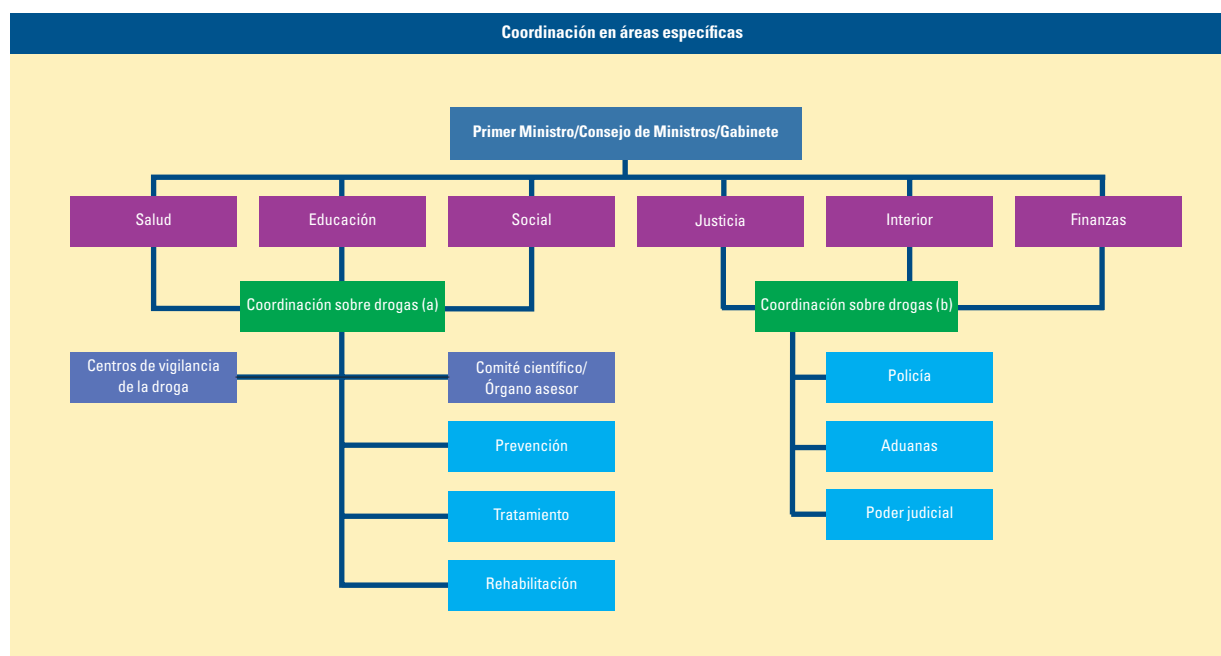 Coordinación en áreas específicas
Primer Ministro/Consejo de Ministros/Gabinete
Salud
Educación
Social
Justicia
Interior
Finanzas
Coordinación sobre drogas (a)
Coordinación sobre drogas (b)
Centros de vigilancia
de la droga
Comité científico/
Órgano asesor
Policía
Prevención
Aduanas
Tratamiento
Poder judicial
Rehabilitación